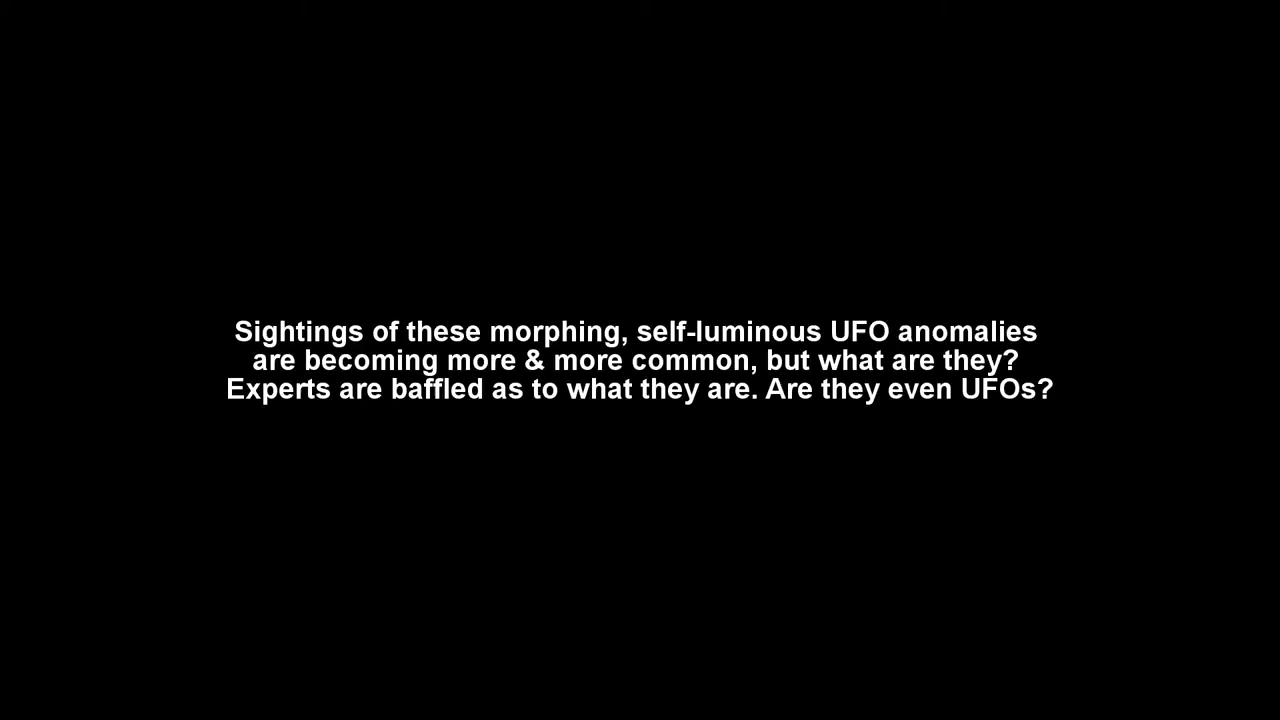 Sightings of these morphing, self-luminous UFO anomalies
are becoming more & more common, but what are they?
Experts are baffled as to what they are. Are they even UFOs?